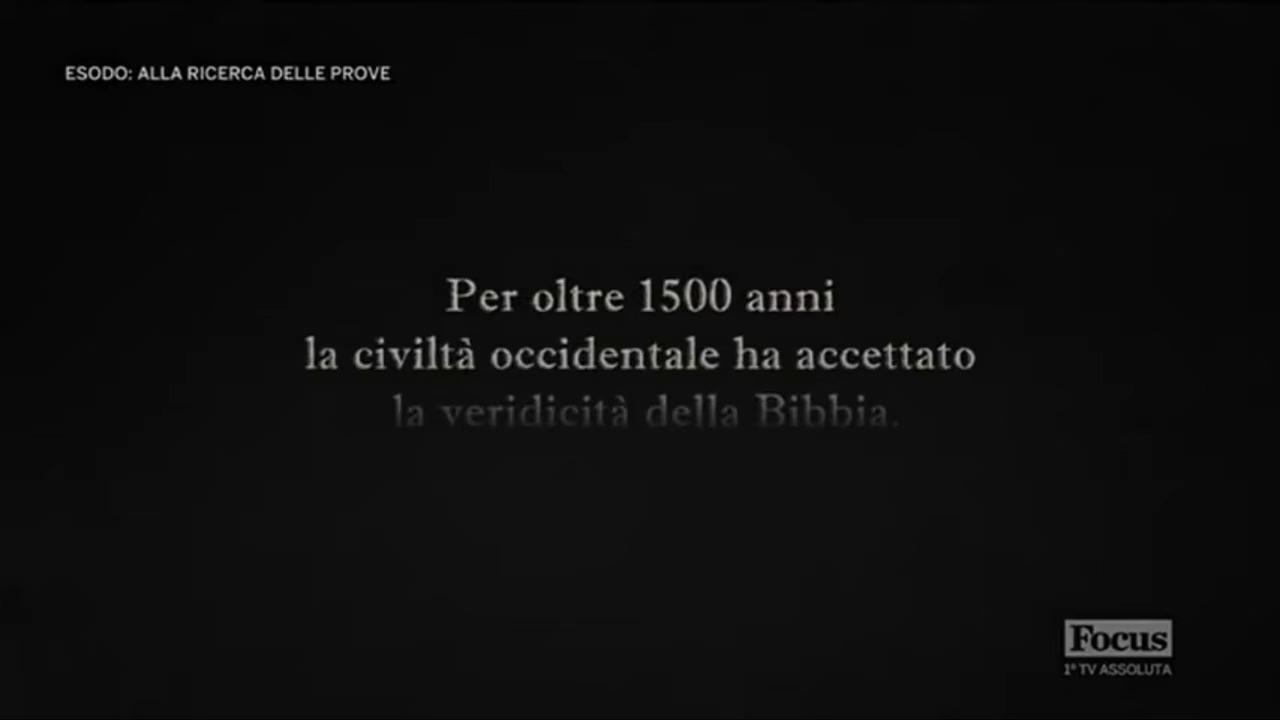 ESODO: ALLA RICERCA DELLE PROVE
Per oltre 1500 anni
la civiltà occidentale ha accettato
la veridicità della Bibbia.
Focus
1ª TV ASSOLUTA